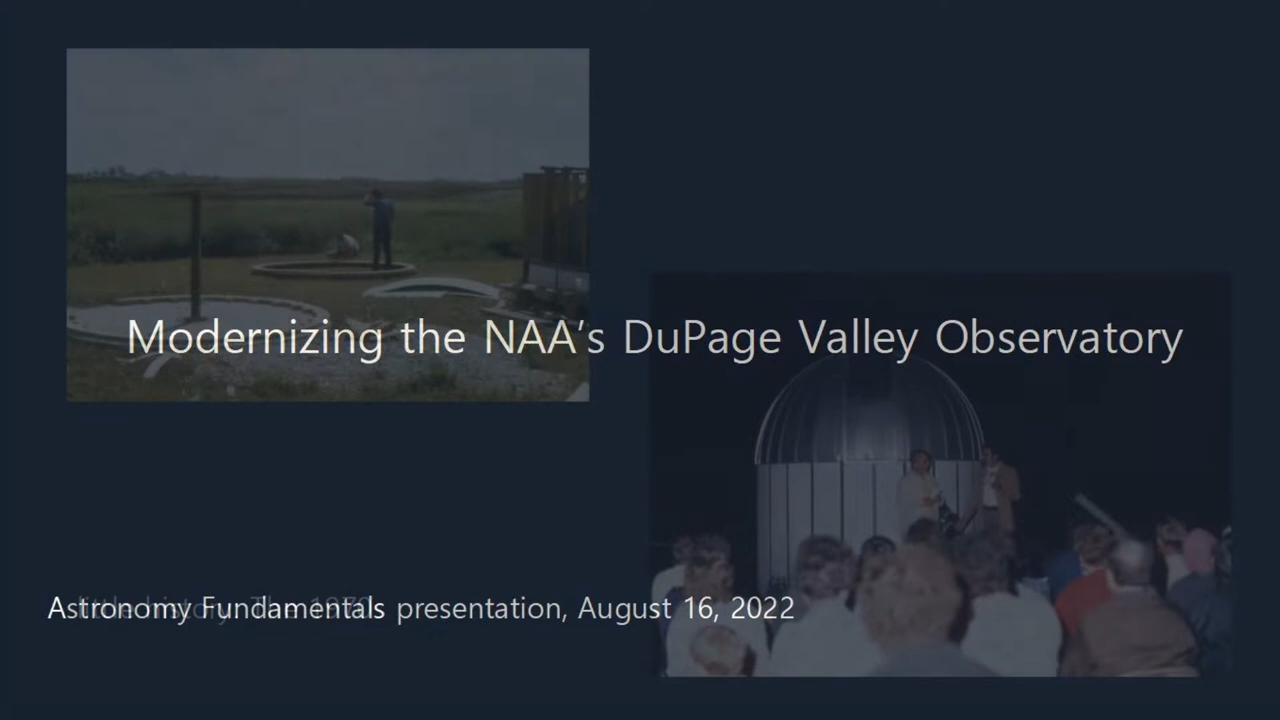 Modernizing the NAA's DuPage Valley Observatory
Astronomy Fundamentals presentation, August 16, 2022